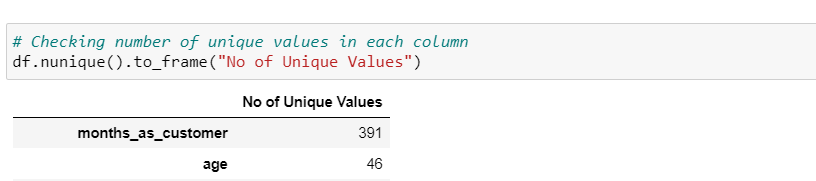 # Checking number of unique values in each column
df.nunique().to_frame("No of Unique Values")
No of Unique Values
months_as_customer 391
age 46